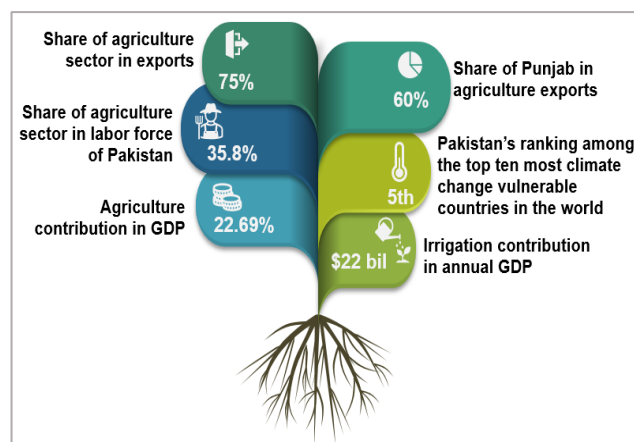 Share of agriculture
sector in exports
75%
Share of agriculture
sector in labor force
of Pakistan
35.8%
Agriculture
contribution in GDP
22.69%
60%
Share of Punjab in
agriculture exports
5th
Pakistan's ranking among
the top ten most climate
change vulnerable
countries in the world
$22 bil
Irrigation contribution
in annual GDP